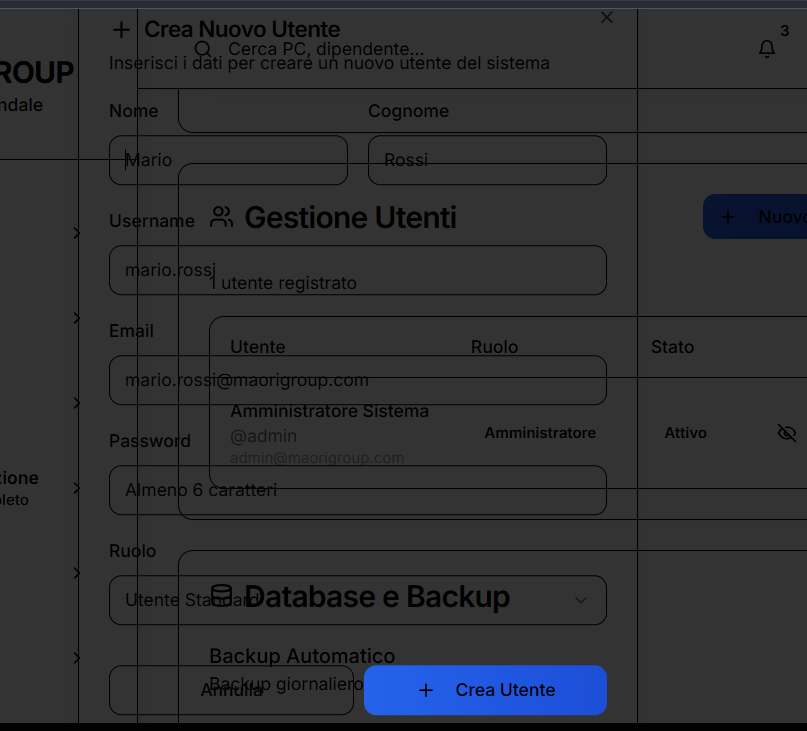 Crea Nuovo Utente
Cerca PC, dipendente...
3
Inserisci i dati per creare un nuovo utente del sistema
ROUP
ndale
Nome
Cognome
Mario
Rossi
Username
Gestione Utenti
Nuovo
mario.rossi
1 utente registrato
Email
Utente
Ruolo
Stato
mario.rossi@maorigroup.com
Amministratore Sistema
@admin
Amministratore
Attivo
admin@maorigroup.com
Password
zione
pleto
Almeno 6 caratteri
Ruolo
Utente Standard
Database e Backup
Backup Automatico
Backup giornaliero
Annulla
Crea Utente